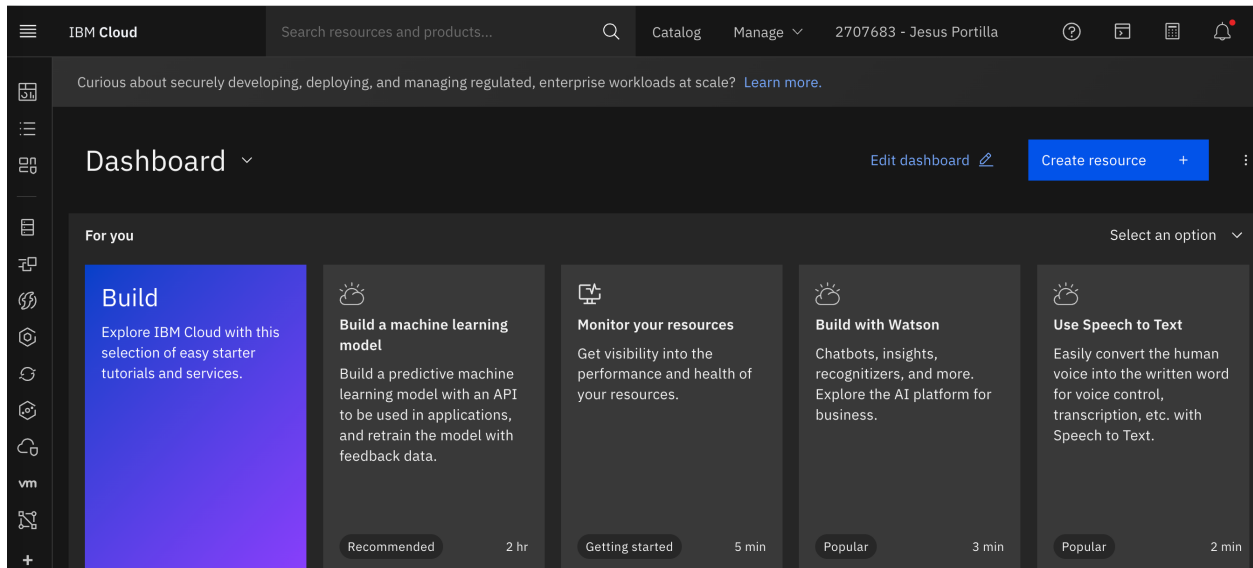 IBM Cloud
Search resources and products...
Catalog
Manage
2707683 - Jesus Portilla
Curious about securely developing, deploying, and managing regulated, enterprise workloads at scale? Learn more.
Dashboard
Edit dashboard
Create resource +
For you
Select an option
Build
Explore IBM Cloud with this
selection of easy starter
tutorials and services.
Build a machine learning
model
Build a predictive machine
learning model with an API
to be used in applications,
and retrain the model with
feedback data.
Recommended
2 hr
Monitor your resources
Get visibility into the
performance and health of
your resources.
Getting started
5 min
Build with Watson
Chatbots, insights,
recognitizers, and more.
Explore the AI platform for
business.
Popular
3 min
Use Speech to Text
Easily convert the human
voice into the written word
for voice control,
transcription, etc. with
Speech to Text.
Popular
2 min
vm